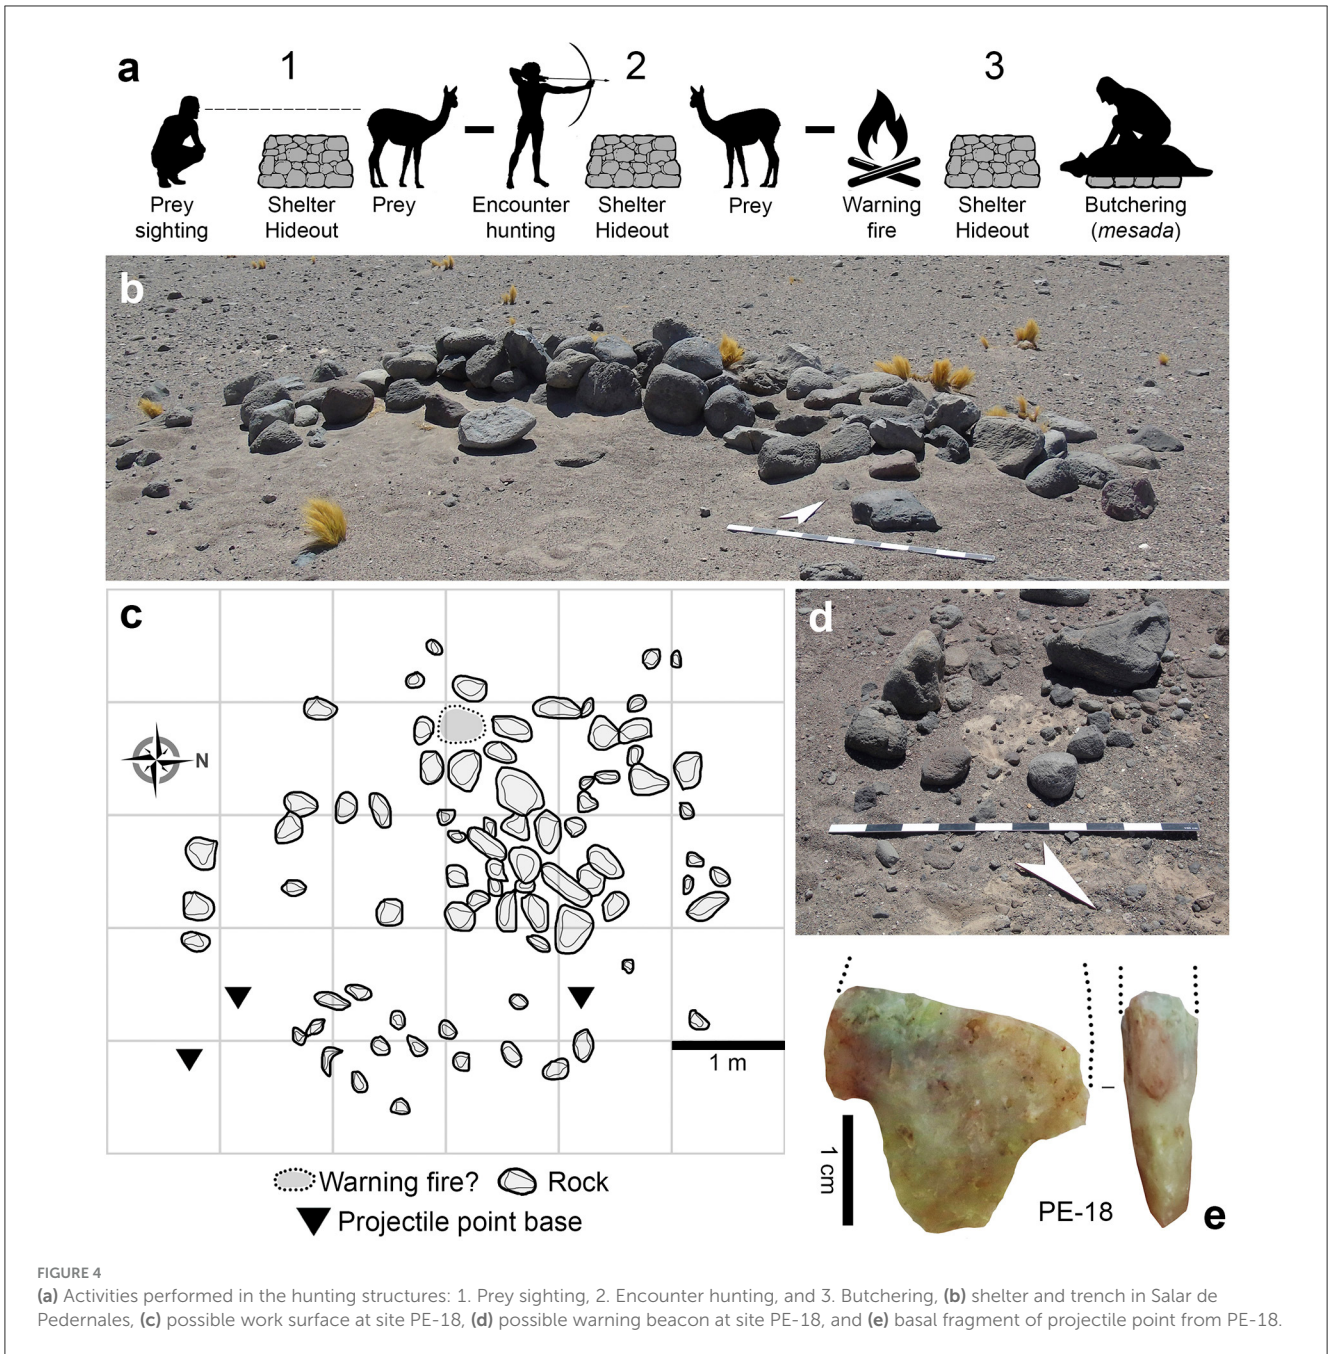 a
1
2
3
Prey
sighting
Shelter
Hideout
Prey
Encounter
hunting
Shelter
Hideout
Prey
Warning
fire
Shelter
Hideout
Butchering
(mesada)
b
c
N
1 m
Warning fire? Rock
Projectile point base
d
1 cm
PE-18
e
FIGURE 4
(a) Activities performed in the hunting structures: 1. Prey sighting, 2. Encounter hunting, and 3. Butchering, (b) shelter and trench in Salar de
Pedernales, (c) possible work surface at site PE-18, (d) possible warning beacon at site PE-18, and (e) basal fragment of projectile point from PE-18.